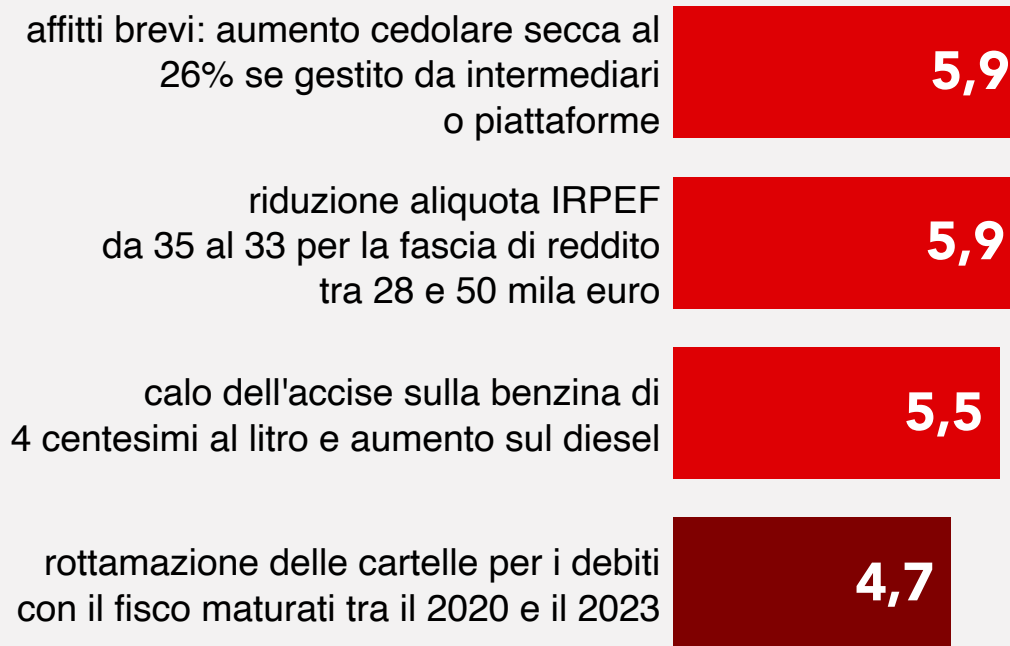 affitti brevi: aumento cedolare secca al
26% se gestito da intermediari
o piattaforme
5,9
riduzione aliquota IRPEF
da 35 al 33 per la fascia di reddito
tra 28 e 50 mila euro
5,9
calo dell'accise sulla benzina di
4 centesimi al litro e aumento sul diesel
5,5
rottamazione delle cartelle per i debiti
con il fisco maturati tra il 2020 e il 2023
4,7